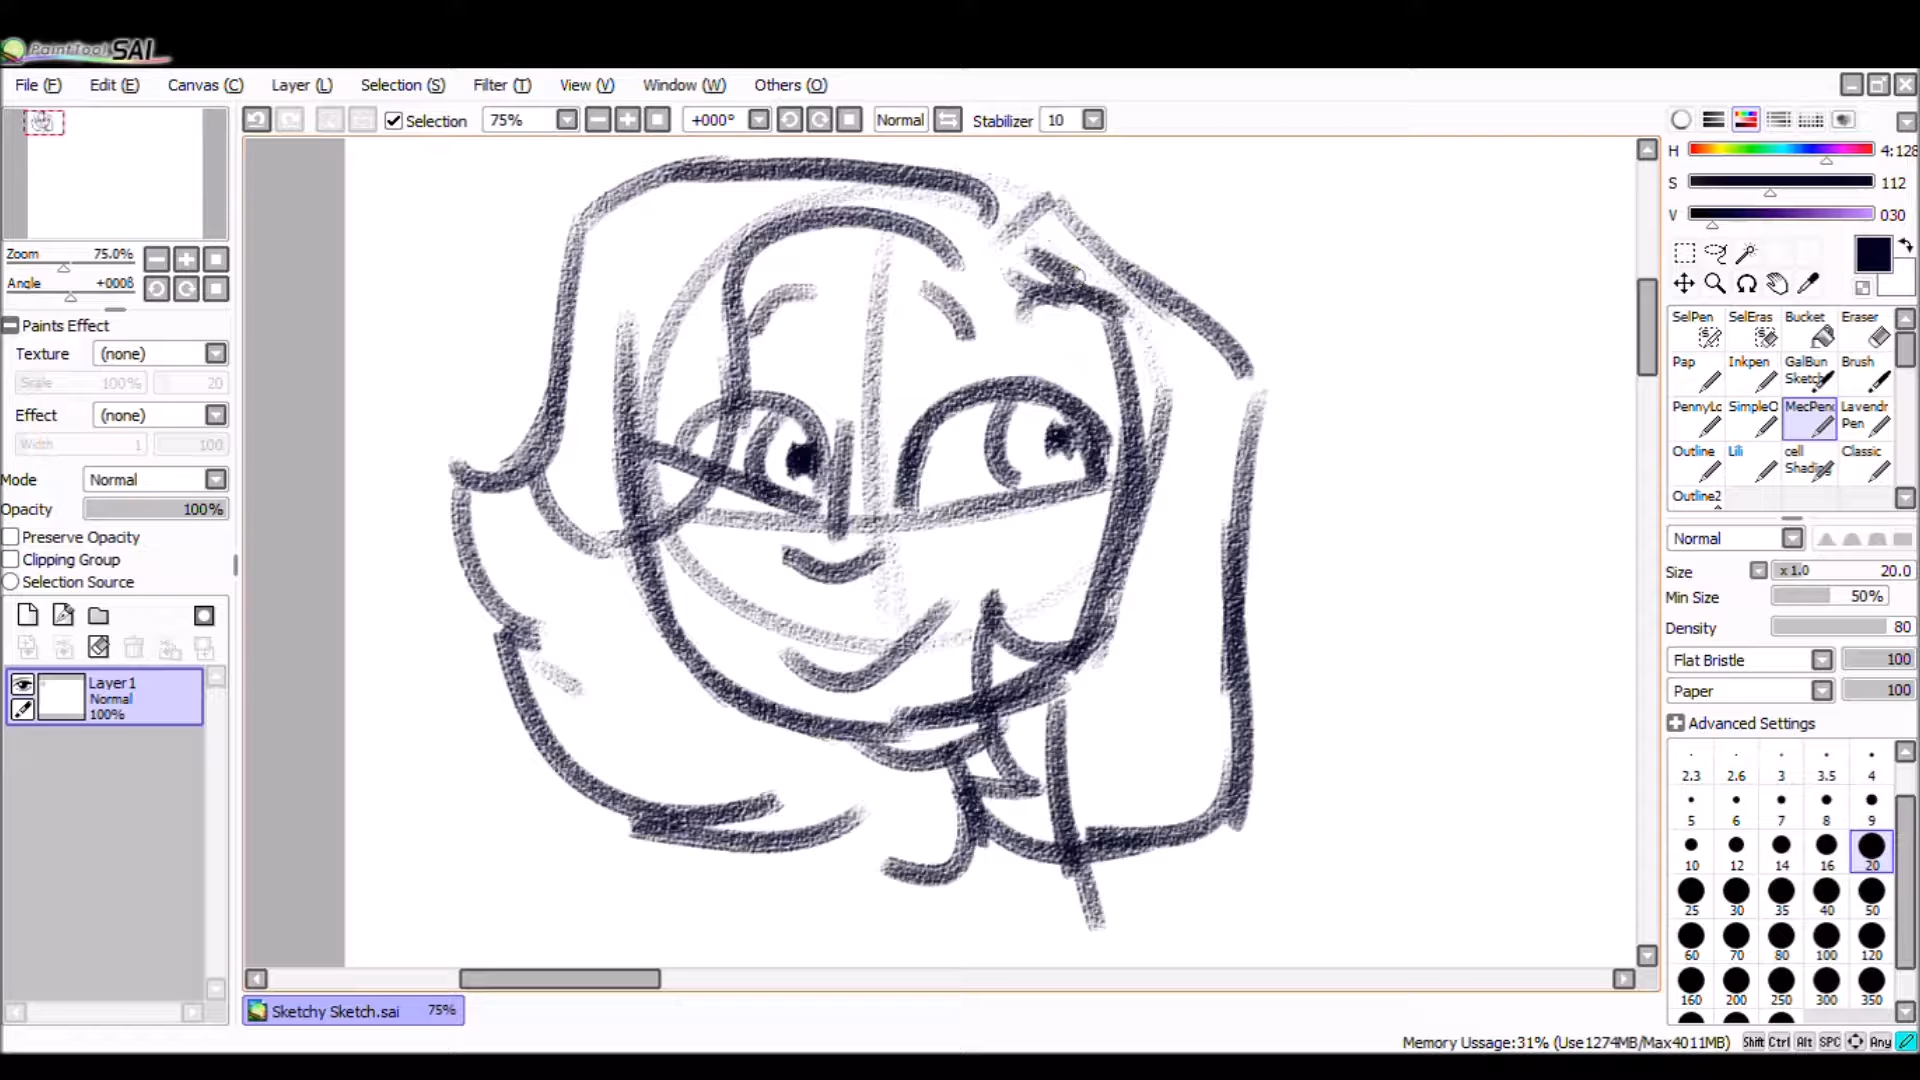 PaintTool SAI
File (F) Edit (E) Canvas (C) Layer (L) Selection (S) Filter (T) View (V) Window (W) Others (O)
Selection 75% +000° Normal Stabilizer 10
H 4:128
S 112
V 030
Zoom 75.0%
Angle +000ß
Paints Effect
Texture (none)
Scale 100% 20
Effect (none)
Width 1 100
Mode Normal
Opacity 100%
Preserve Opacity
Clipping Group
Selection Source
Layer1
Normal
100%
SelPen SelEras Bucket Eraser
Pap Inkpen GalBun Sketch Brush
PennyLc SimpleO MecPenc Lavendr Pen
Outline Lili cell Shading Classic
Outline2
Normal
Size x 1.0 20.0
Min Size 50%
Density 80
Flat Bristle 100
Paper 100
Advanced Settings
2.3 2.6 3 3.5 4
5 6 7 8 9
10 12 14 16 20
25 30 35 40 50
60 70 80 100 120
160 200 250 300 350
Sketchy Sketch.sai 75%
Memory Ussage:31% (Use1274MB/Max4011MB) Shift Ctrl Alt SPC Any